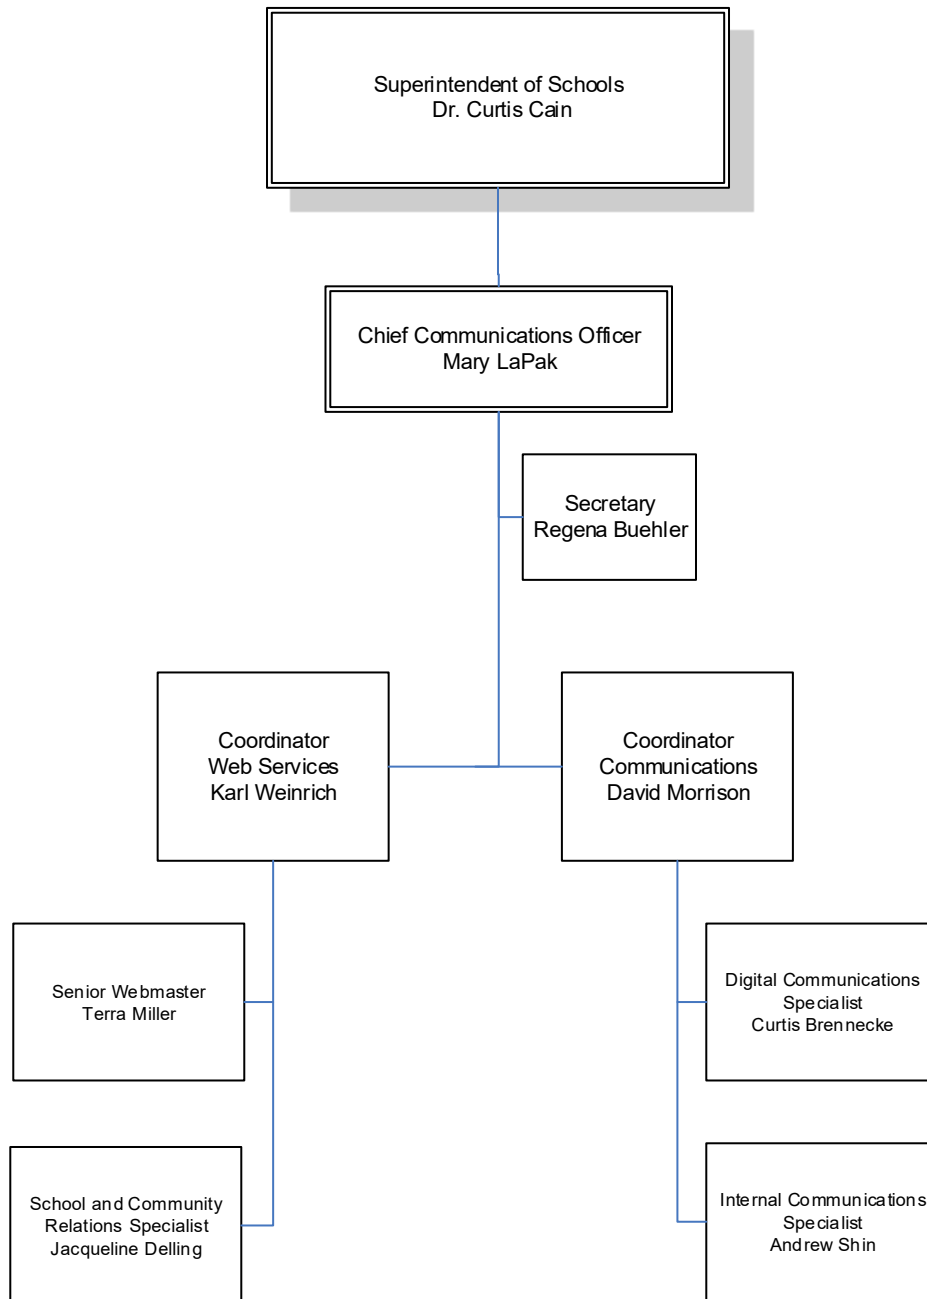 Superintendent of Schools
Dr. Curtis Cain
Chief Communications Officer
Mary LaPak
Secretary
Regena Buehler
Coordinator
Web Services
Karl Weinrich
Coordinator
Communications
David Morrison
Senior Webmaster
Terra Miller
Digital Communications
Specialist
Curtis Brennecke
School and Community
Relations Specialist
Jacqueline Delling
Internal Communications
Specialist
Andrew Shin